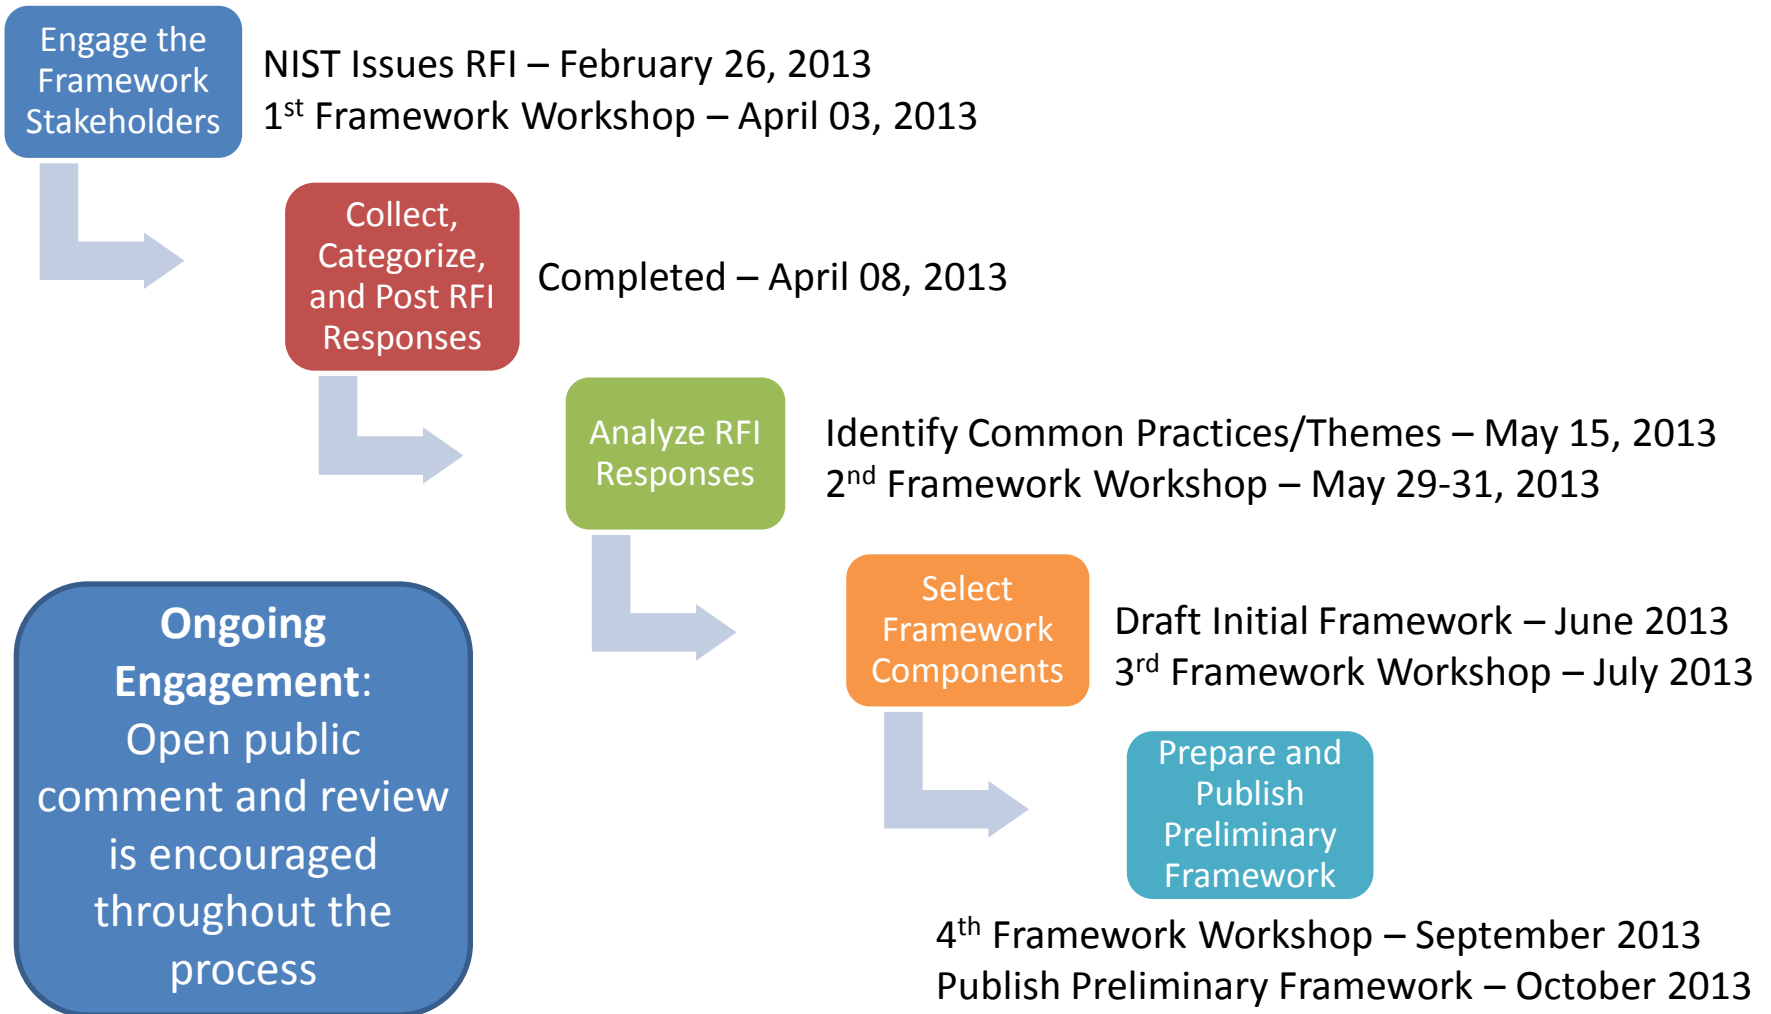 Engage the
Framework
Stakeholders
NIST Issues RFI – February 26, 2013
1st Framework Workshop – April 03, 2013
Collect,
Categorize,
and Post RFI
Responses
Completed – April 08, 2013
Analyze RFI
Responses
Identify Common Practices/Themes – May 15, 2013
2nd Framework Workshop – May 29-31, 2013
Select
Framework
Components
Draft Initial Framework – June 2013
3rd Framework Workshop – July 2013
Prepare and
Publish
Preliminary
Framework
4th Framework Workshop – September 2013
Publish Preliminary Framework – October 2013
Ongoing
Engagement:
Open public
comment and review
is encouraged
throughout the
process